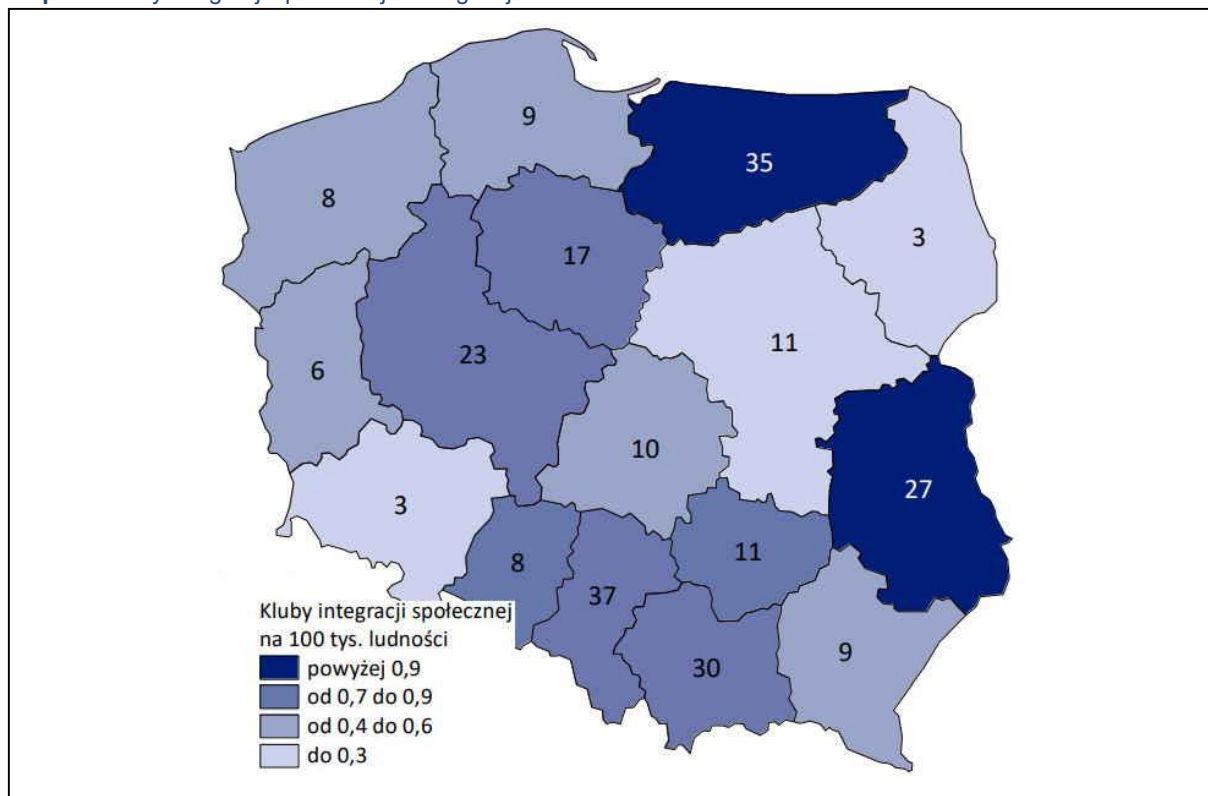 9
35
8
3
17
11
23
6
10
27
3
11
8
37
9
30
Kluby integracji społecznej
na 100 tys. ludności
powyżej 0,9
od 0,7 do 0,9
od 0,4 do 0,6
do 0,3